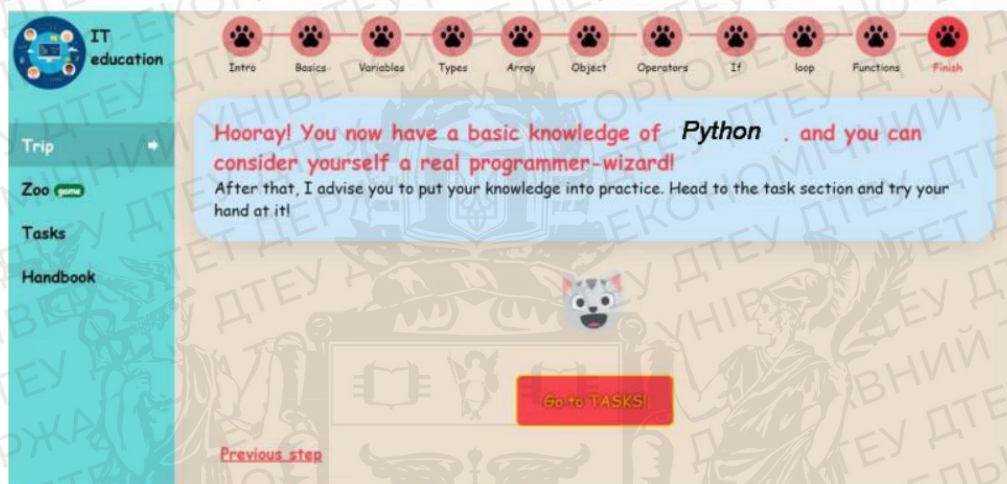 IT
education
Intro Basics Variables Types Array Object Operators If loop Functions Finish
Trip
Zoo game
Tasks
Handbook
Hooray! You now have a basic knowledge of Python . and you can
consider yourself a real programmer-wizard!
After that, I advise you to put your knowledge into practice. Head to the task section and try your
hand at it!
Go to TASKS!
Previous step